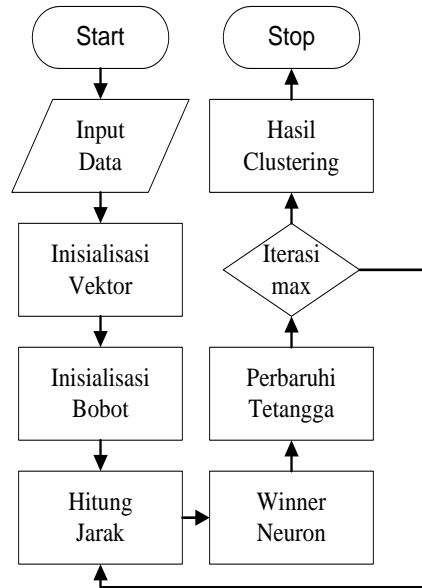 Start
Input
Data
Inisialisasi
Vektor
Inisialisasi
Bobot
Hitung
Jarak
Winner
Neuron
Perbaruhi
Tetangga
Iterasi
max
Hasil
Clustering
Stop